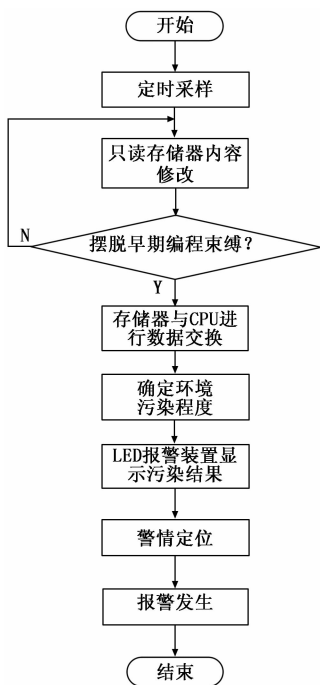 开始
定时采样
只读存储器内容
修改
N
摆脱早期编程束缚?
Y
存储器与CPU进
行数据交换
确定环境
污染程度
LED报警装置显
示污染结果
警情定位
报警发生
结束